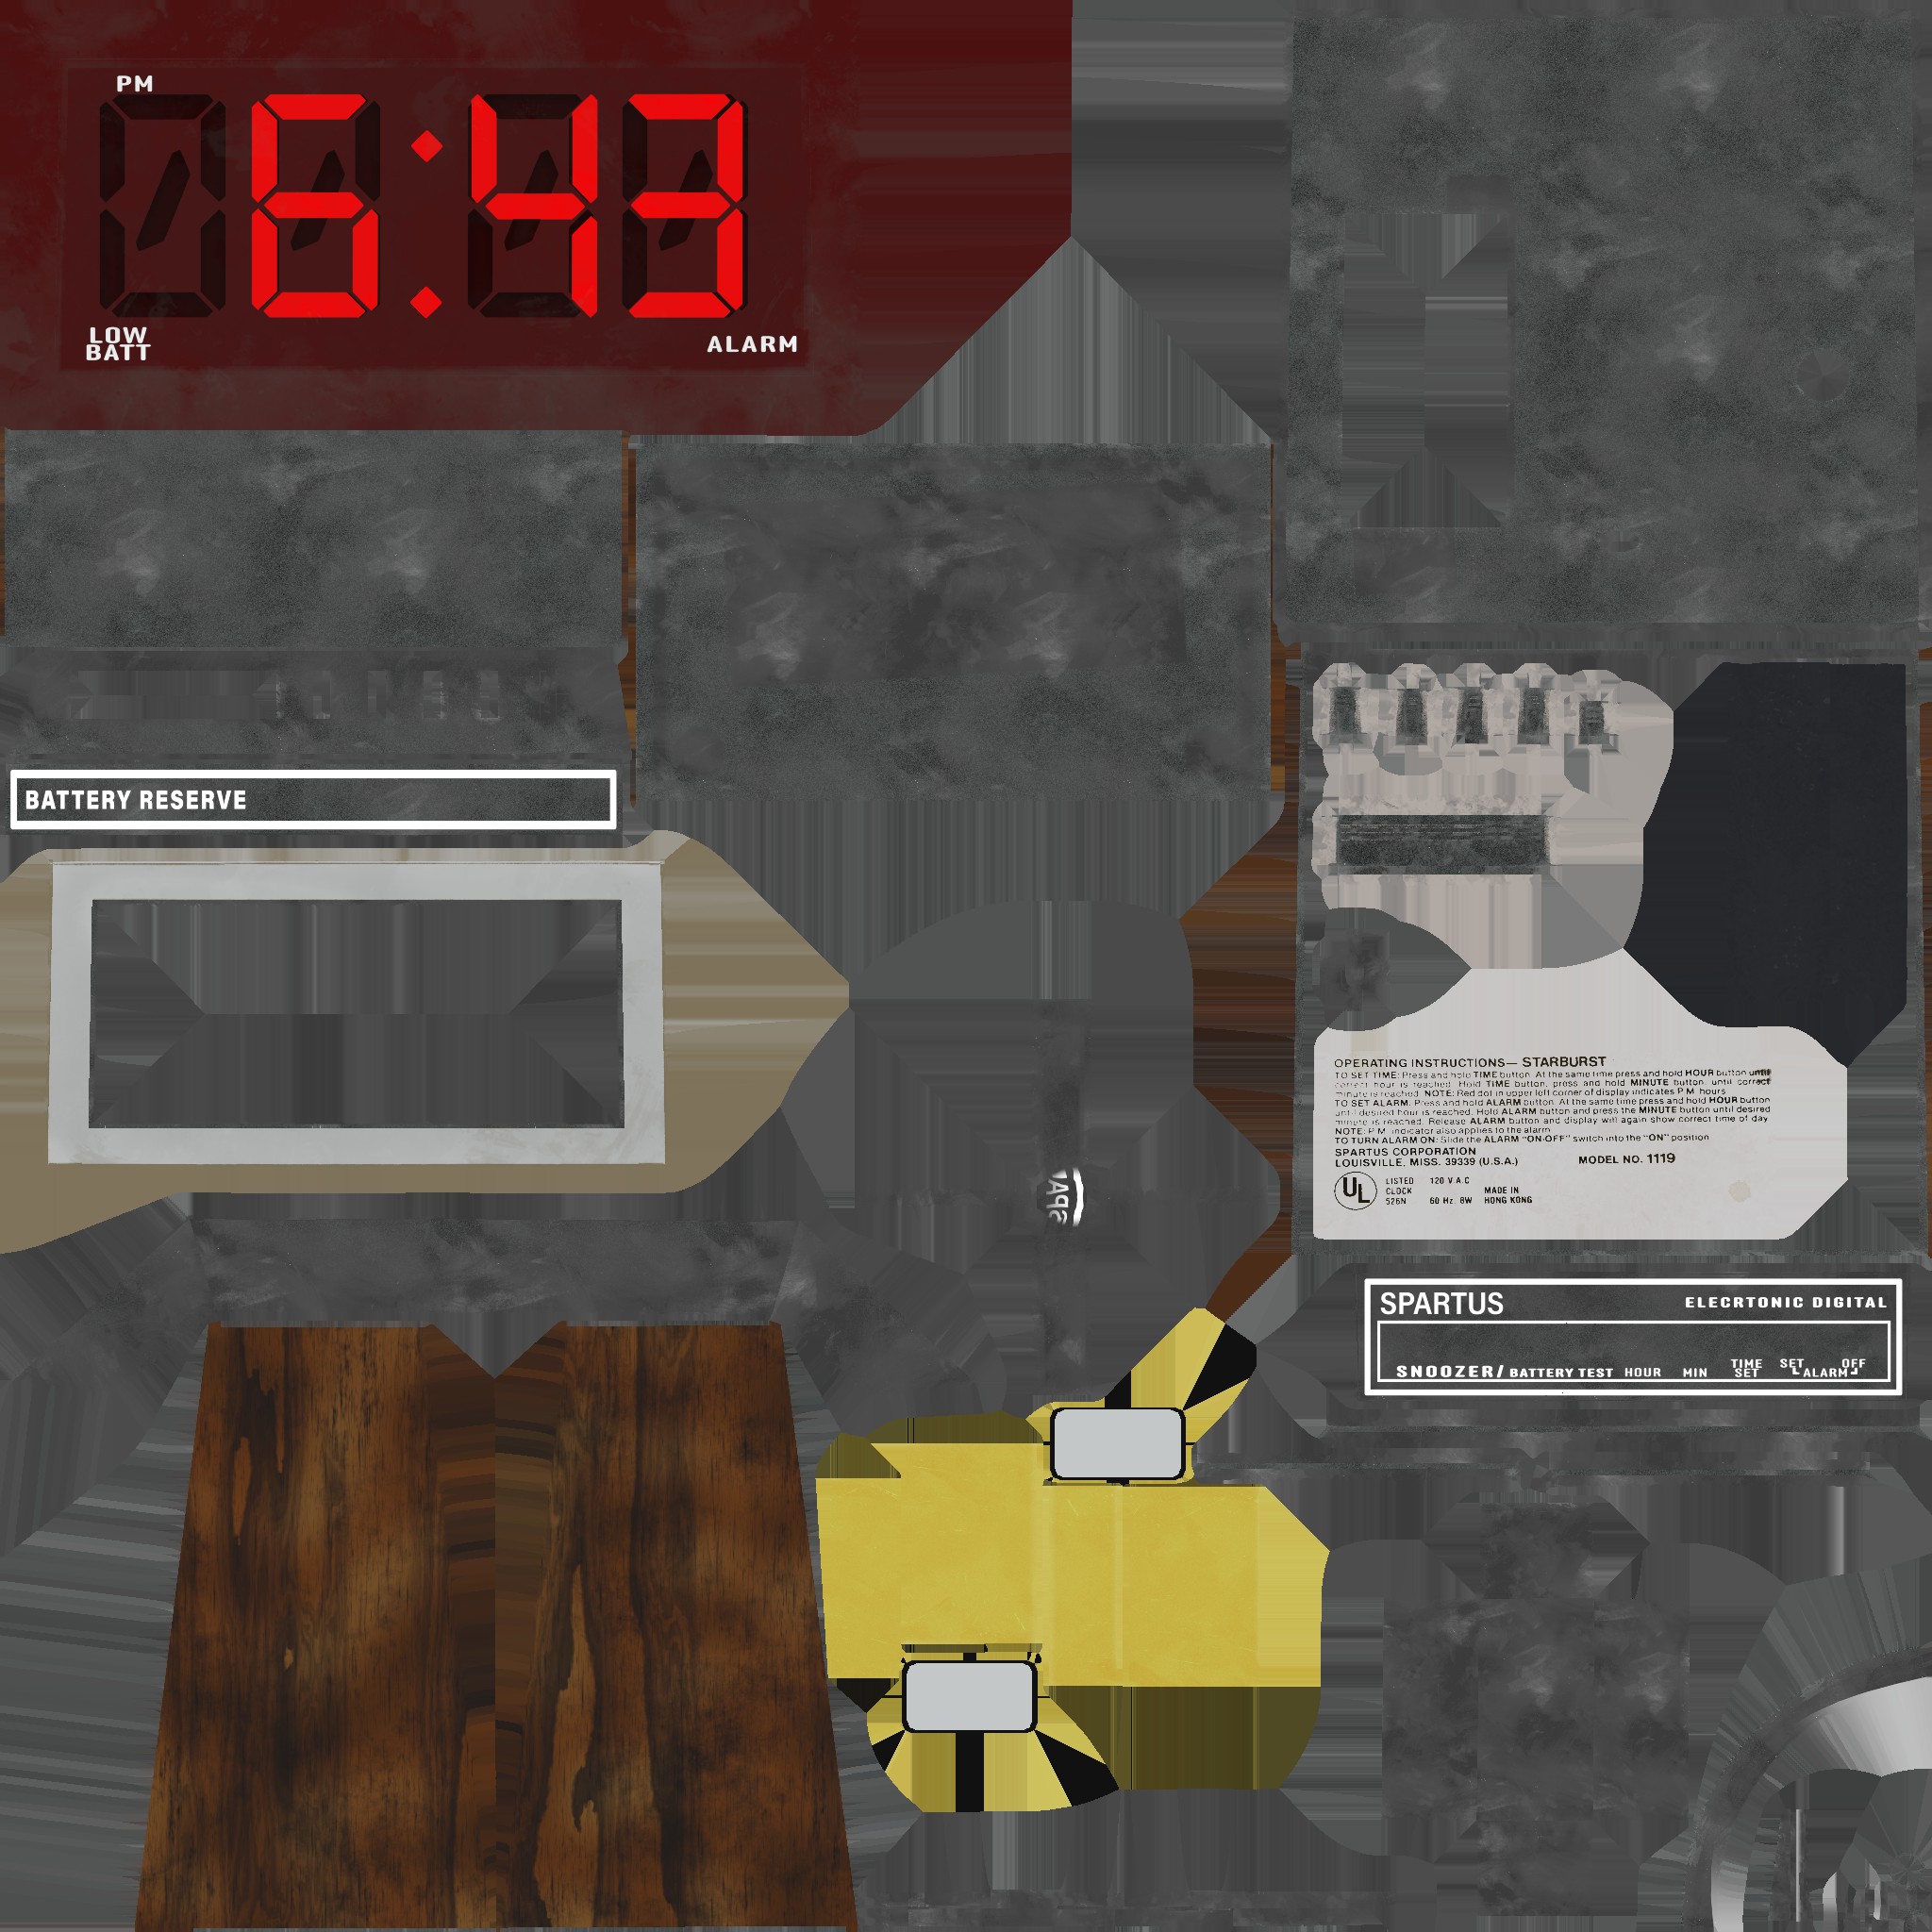 PM
6:43
LOW
BATT
ALARM
BATTERY RESERVE
OPERATING INSTRUCTIONS— STARBURST
TO SET TIME: Press and hold TIME button. At the same time press and hold HOUR button until
correct hour is reached. Hold TIME button, press and hold MINUTE button, until correct
minute is reached. NOTE: Red dot in upper left corner of display indicates P.M. hours
TO SET ALARM. Press and hold ALARM button. At the same time press and hold HOUR button
until desired hour is reached. Hold ALARM button and press the MINUTE button until desired
minute is reached. Release ALARM button and display will again show correct time of day
NOTE: P.M. indicator also applies to the alarm
TO TURN ALARM ON: Slide the ALARM "ON-OFF" switch into the "ON" position
SPARTUS CORPORATION
LOUISVILLE, MISS. 39339 (U.S.A.)
MODEL NO. 1119
UL
LISTED 120 V.A.C
CLOCK MADE IN
526N 60 Hz 8W HONG KONG
SPA
SPARTUS ELECRTONIC DIGITAL
SNOOZER/ BATTERY TEST HOUR MIN TIME SET SET ALARM OFF